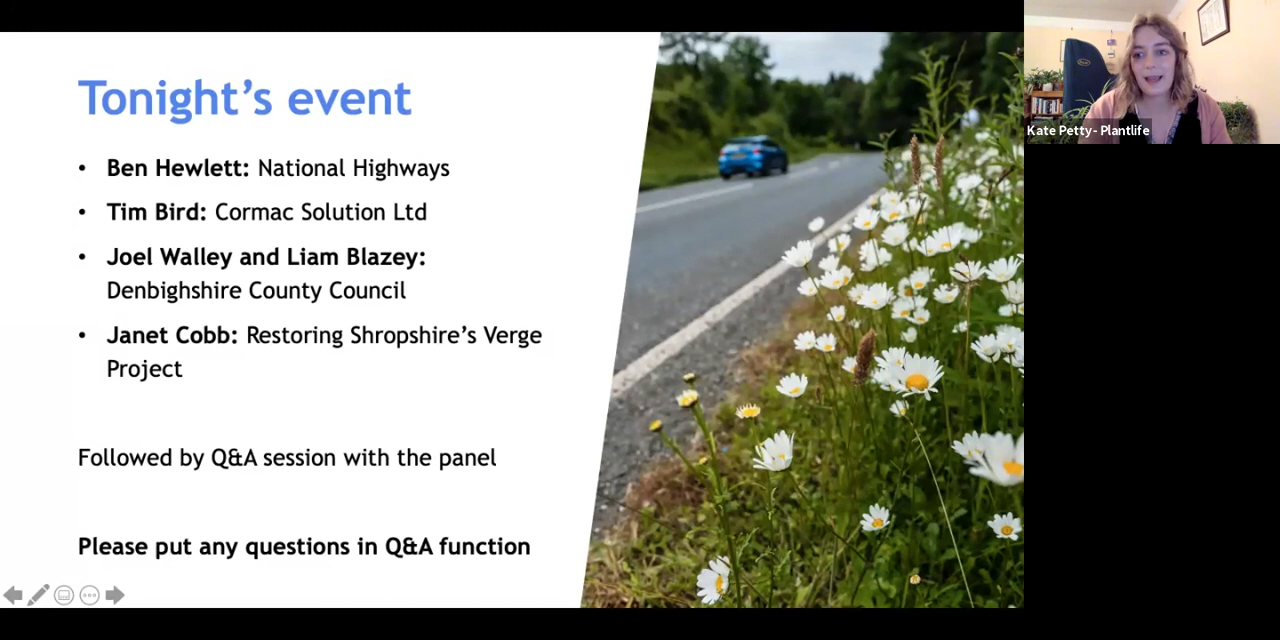 Tonight's event
• Ben Hewlett: National Highways
• Tim Bird: Cormac Solution Ltd
• Joel Walley and Liam Blazey:
Denbighshire County Council
• Janet Cobb: Restoring Shropshire's Verge
Project
Followed by Q&A session with the panel
Please put any questions in Q&A function
Kate Petty- Plantlife